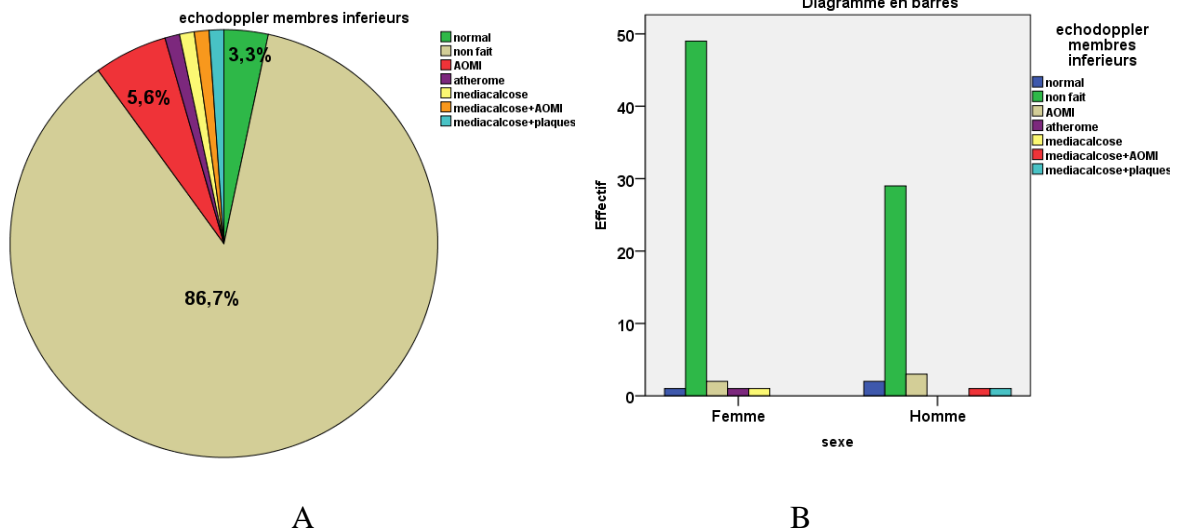 echodoppler membres inferieurs
normal
non fait
AOMI
atherome
mediacalcose
mediacalcose+AOMI
mediacalcose+plaques
3,3%
5,6%
86,7%
A
Diagramme en barres
50
40
30
20
10
0
Effectif
Femme
Homme
sexe
echodoppler
membres
inferieurs
normal
non fait
AOMI
atherome
mediacalcose
mediacalcose+AOMI
mediacalcose+plaques
B